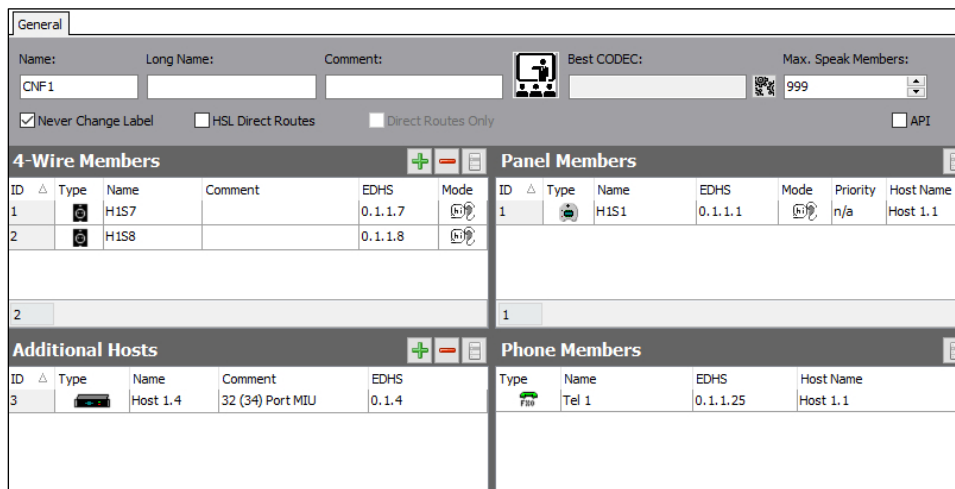 General
Name: Long Name: Comment: Best CODEC: Max. Speak Members:
CNF1 999
Never Change Label HSL Direct Routes Direct Routes Only API
4-Wire Members
ID Type Name Comment EDHS Mode
1 H1S7 0.1.1.7
2 H1S8 0.1.1.8
2
Panel Members
ID Type Name EDHS Mode Priority Host Name
1 H1S1 0.1.1.1 n/a Host 1.1
1
Additional Hosts
ID Type Name Comment EDHS
3 Host 1.4 32 (34) Port MIU 0.1.4
Phone Members
Type Name EDHS Host Name
FXO Tel 1 0.1.1.25 Host 1.1